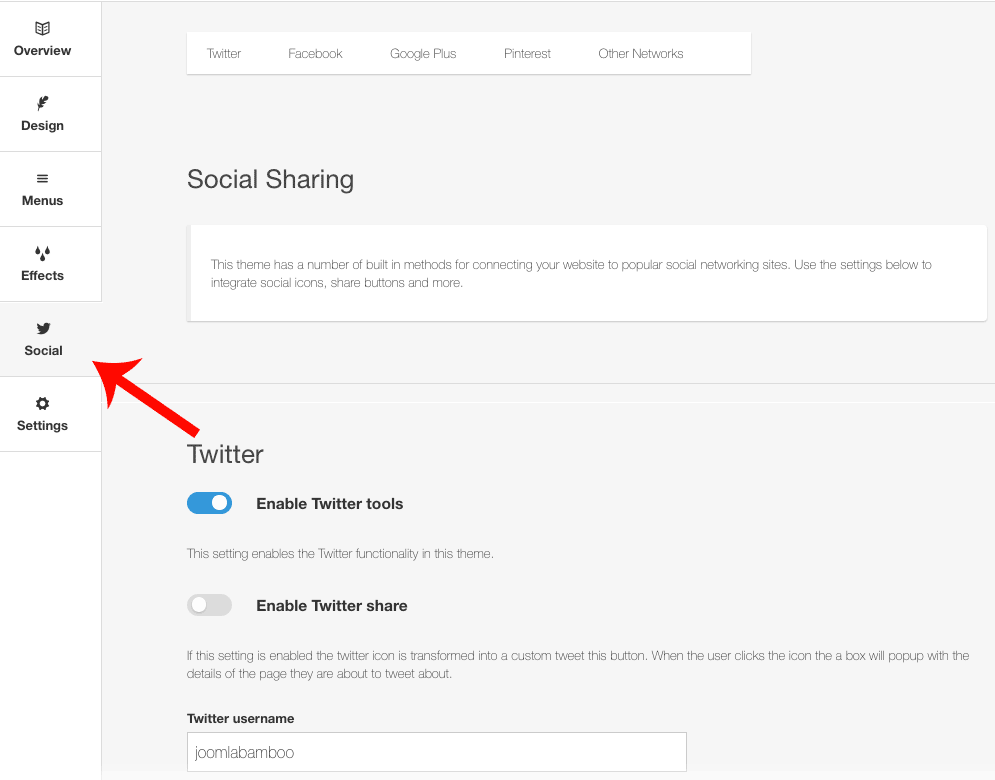 Overview
Design
Menus
Effects
Social
Settings
Twitter Facebook Google Plus Pinterest Other Networks
Social Sharing
This theme has a number of built in methods for connecting your website to popular social networking sites. Use the settings below to
integrate social icons, share buttons and more.
Twitter
Enable Twitter tools
This setting enables the Twitter functionality in this theme.
Enable Twitter share
If this setting is enabled the twitter icon is transformed into a custom tweet this button. When the user clicks the icon the a box will popup with the
details of the page they are about to tweet about.
Twitter username
joomlabamboo